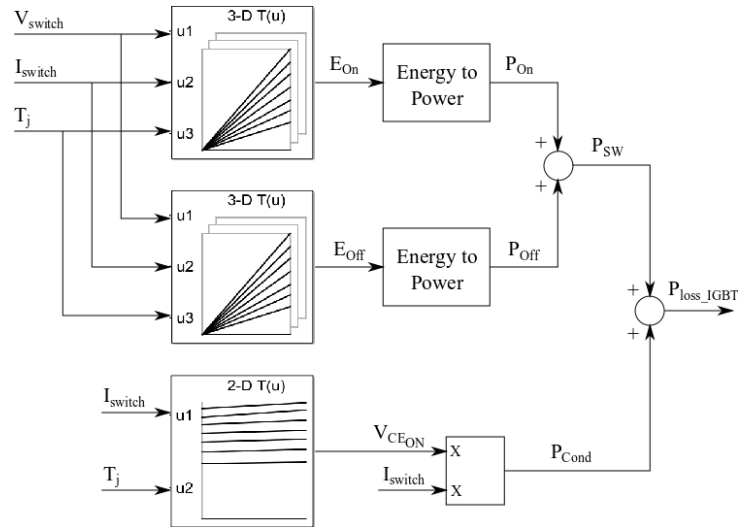 3-D T(u)
V_switch
u1
I_switch
u2
T_j
u3
E_On
Energy to
Power
P_On
+
+
P_SW
3-D T(u)
u1
u2
u3
E_Off
Energy to
Power
P_Off
+
+
P_loss_IGBT
2-D T(u)
I_switch
u1
T_j
u2
V_CE_ON
I_switch
X
X
P_Cond